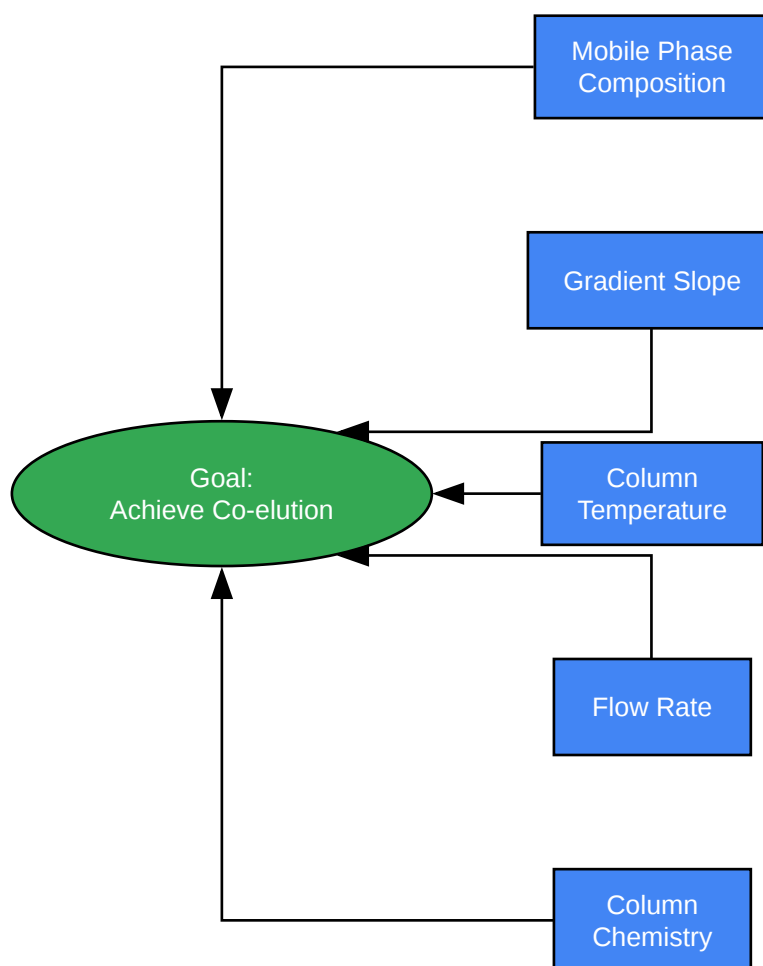 Mobile Phase
Composition
Gradient Slope
Goal:
Achieve Co-elution
Column
Temperature
Flow Rate
Column
Chemistry